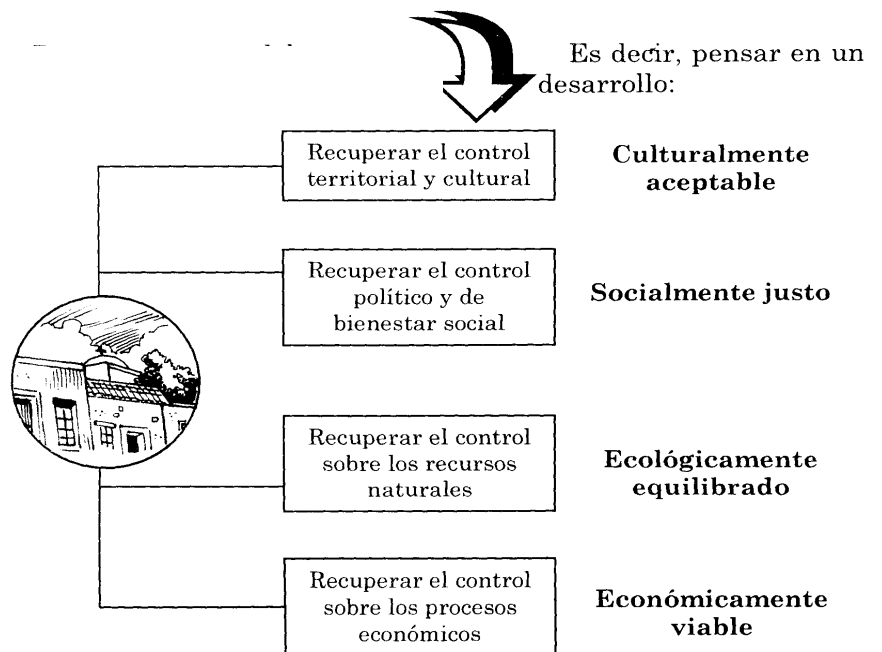 Es decir, pensar en un
desarrollo:
Recuperar el control
territorial y cultural
Culturalmente
aceptable
Recuperar el control
político y de
bienestar social
Socialmente justo
Recuperar el control
sobre los recursos
naturales
Ecológicamente
equilibrado
Recuperar el control
sobre los procesos
económicos
Económicamente
viable